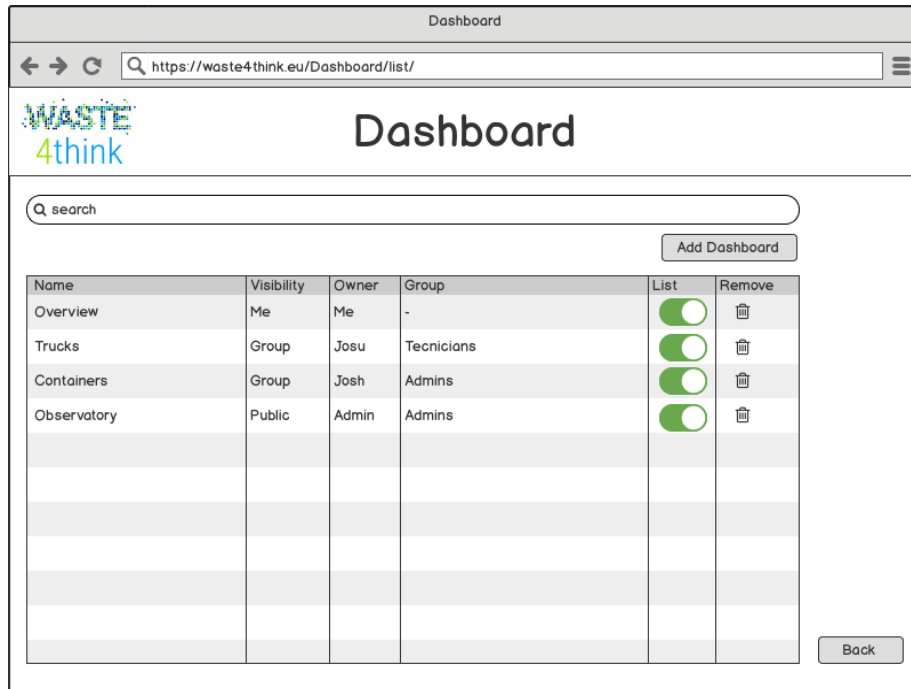 Dashboard
https://waste4think.eu/Dashboard/list/
WASTE
4think
Dashboard
search
Add Dashboard
Name Visibility Owner Group List Remove
Overview Me Me -
Trucks Group Josu Tecnicians
Containers Group Josh Admins
Observatory Public Admin Admins
Back